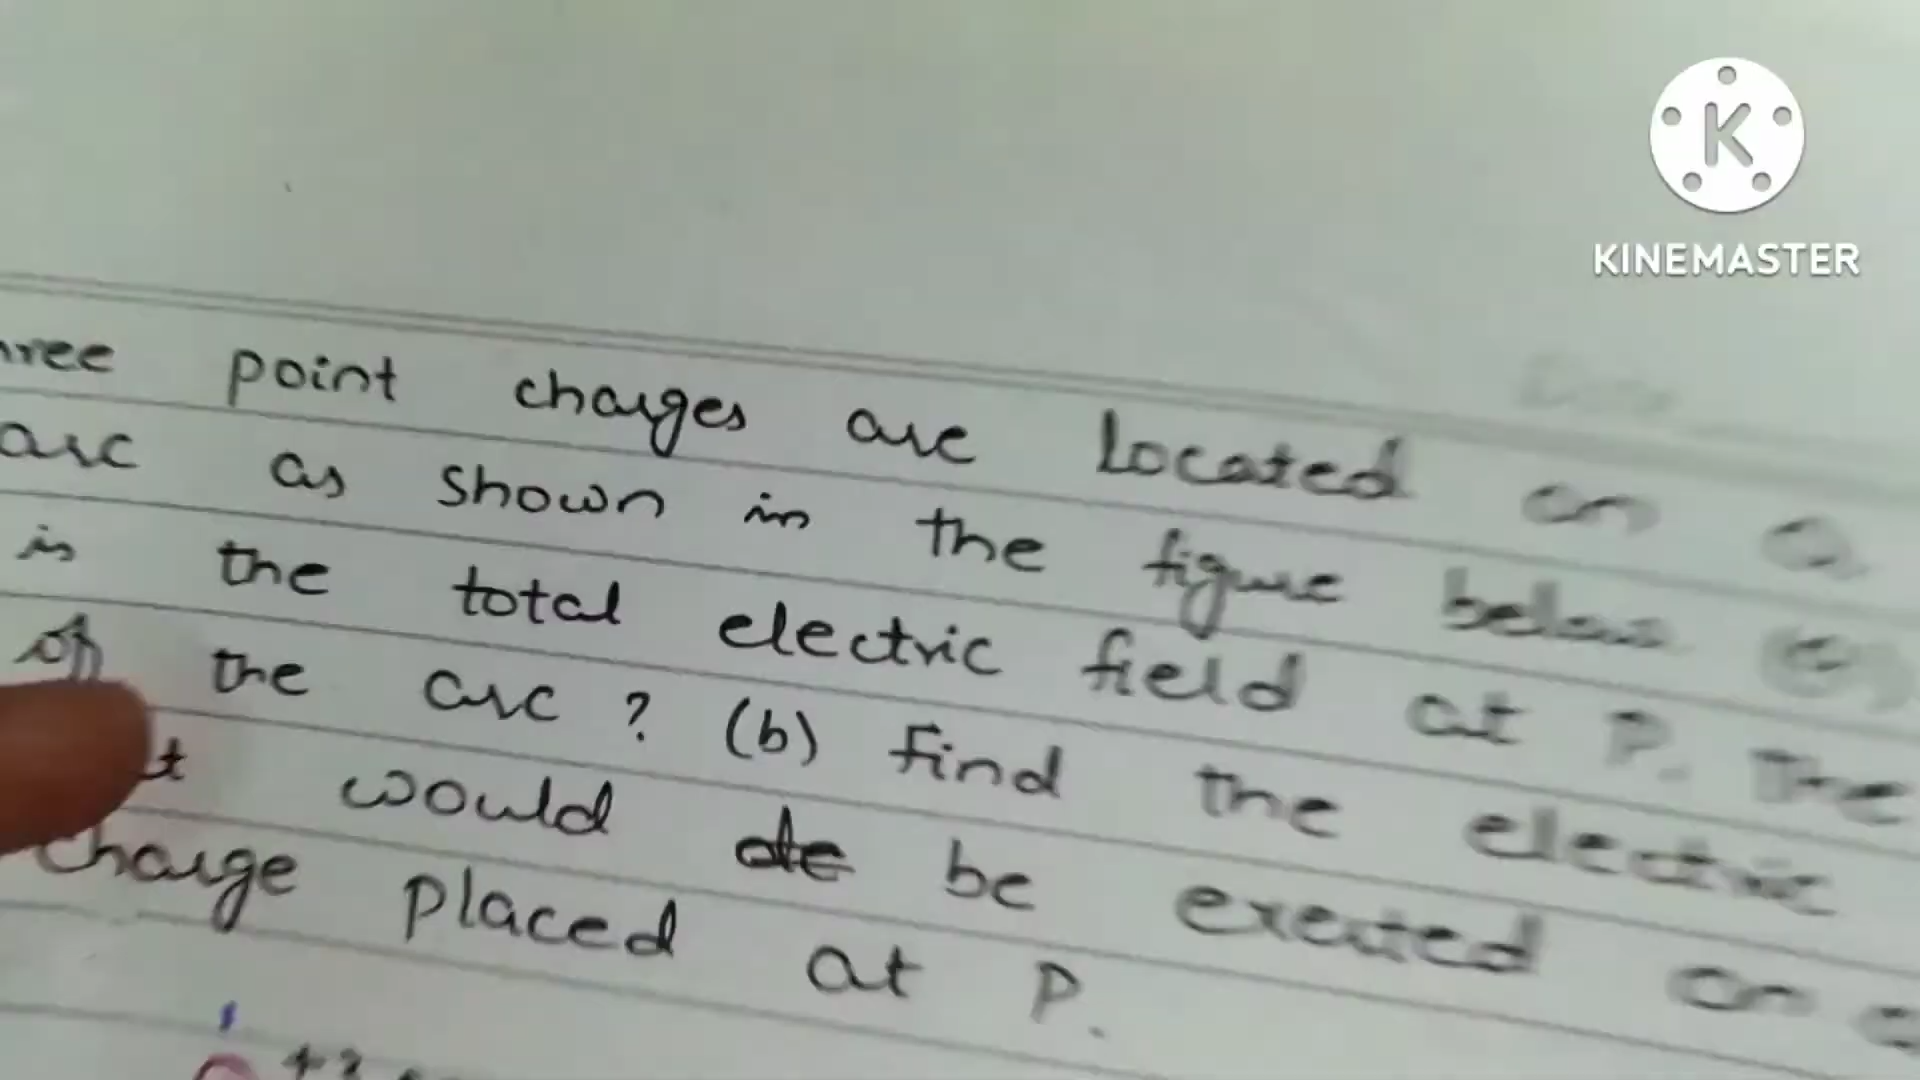 KINEMASTER
point charges are located on a
arc as shown in the figure below
is the total electric field at P. The
of the arc? (b) find the electric
would be exerted on
charge placed at P.